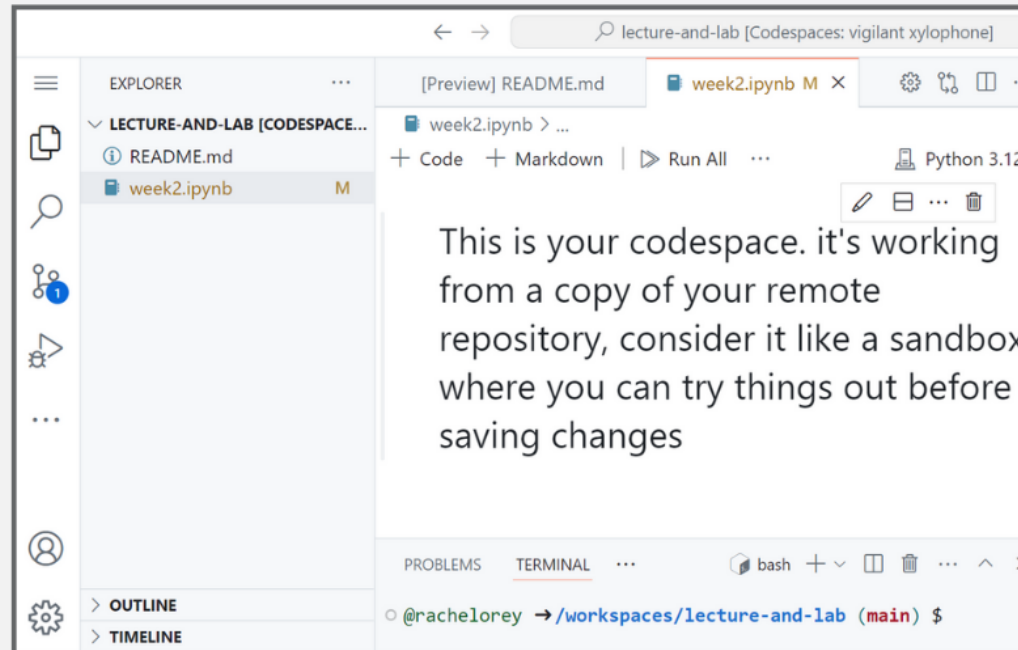 lecture-and-lab [Codespaces: vigilant xylophone]
EXPLORER
LECTURE-AND-LAB [CODESPACE...
README.md
week2.ipynb M
1
OUTLINE
TIMELINE
[Preview] README.md
week2.ipynb M
week2.ipynb > ...
+ Code + Markdown | Run All ... Python 3.12
This is your codespace. it's working
from a copy of your remote
repository, consider it like a sandbox
where you can try things out before
saving changes
PROBLEMS TERMINAL ... bash
@rachelorey → /workspaces/lecture-and-lab (main) $